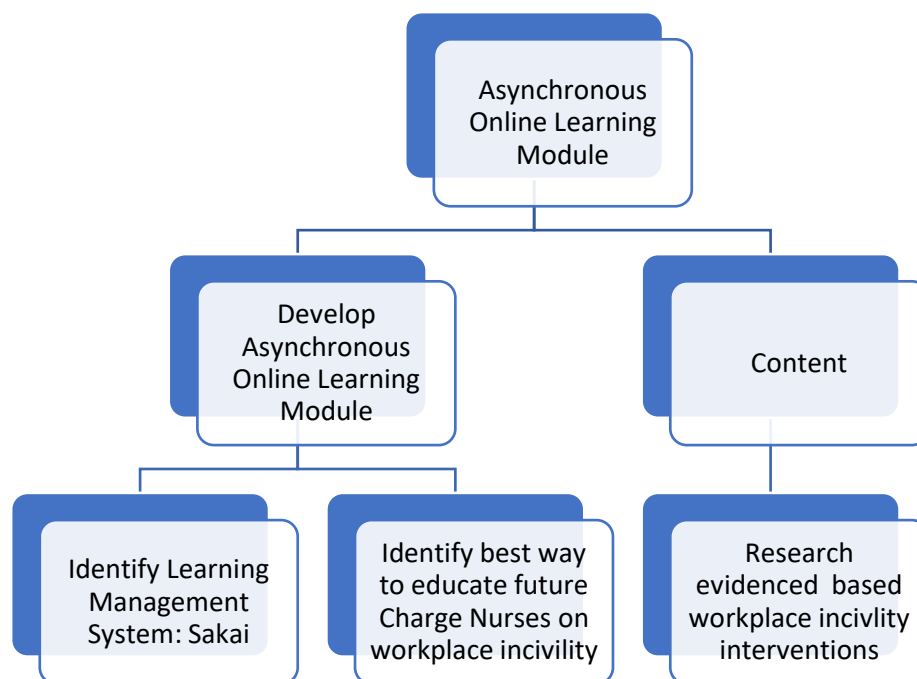 Asynchronous
Online Learning
Module
Develop
Asynchronous
Online Learning
Module
Content
Identify Learning
Management
System: Sakai
Identify best way
to educate future
Charge Nurses on
workplace incivility
Research
evidenced  based
workplace incivlity
interventions